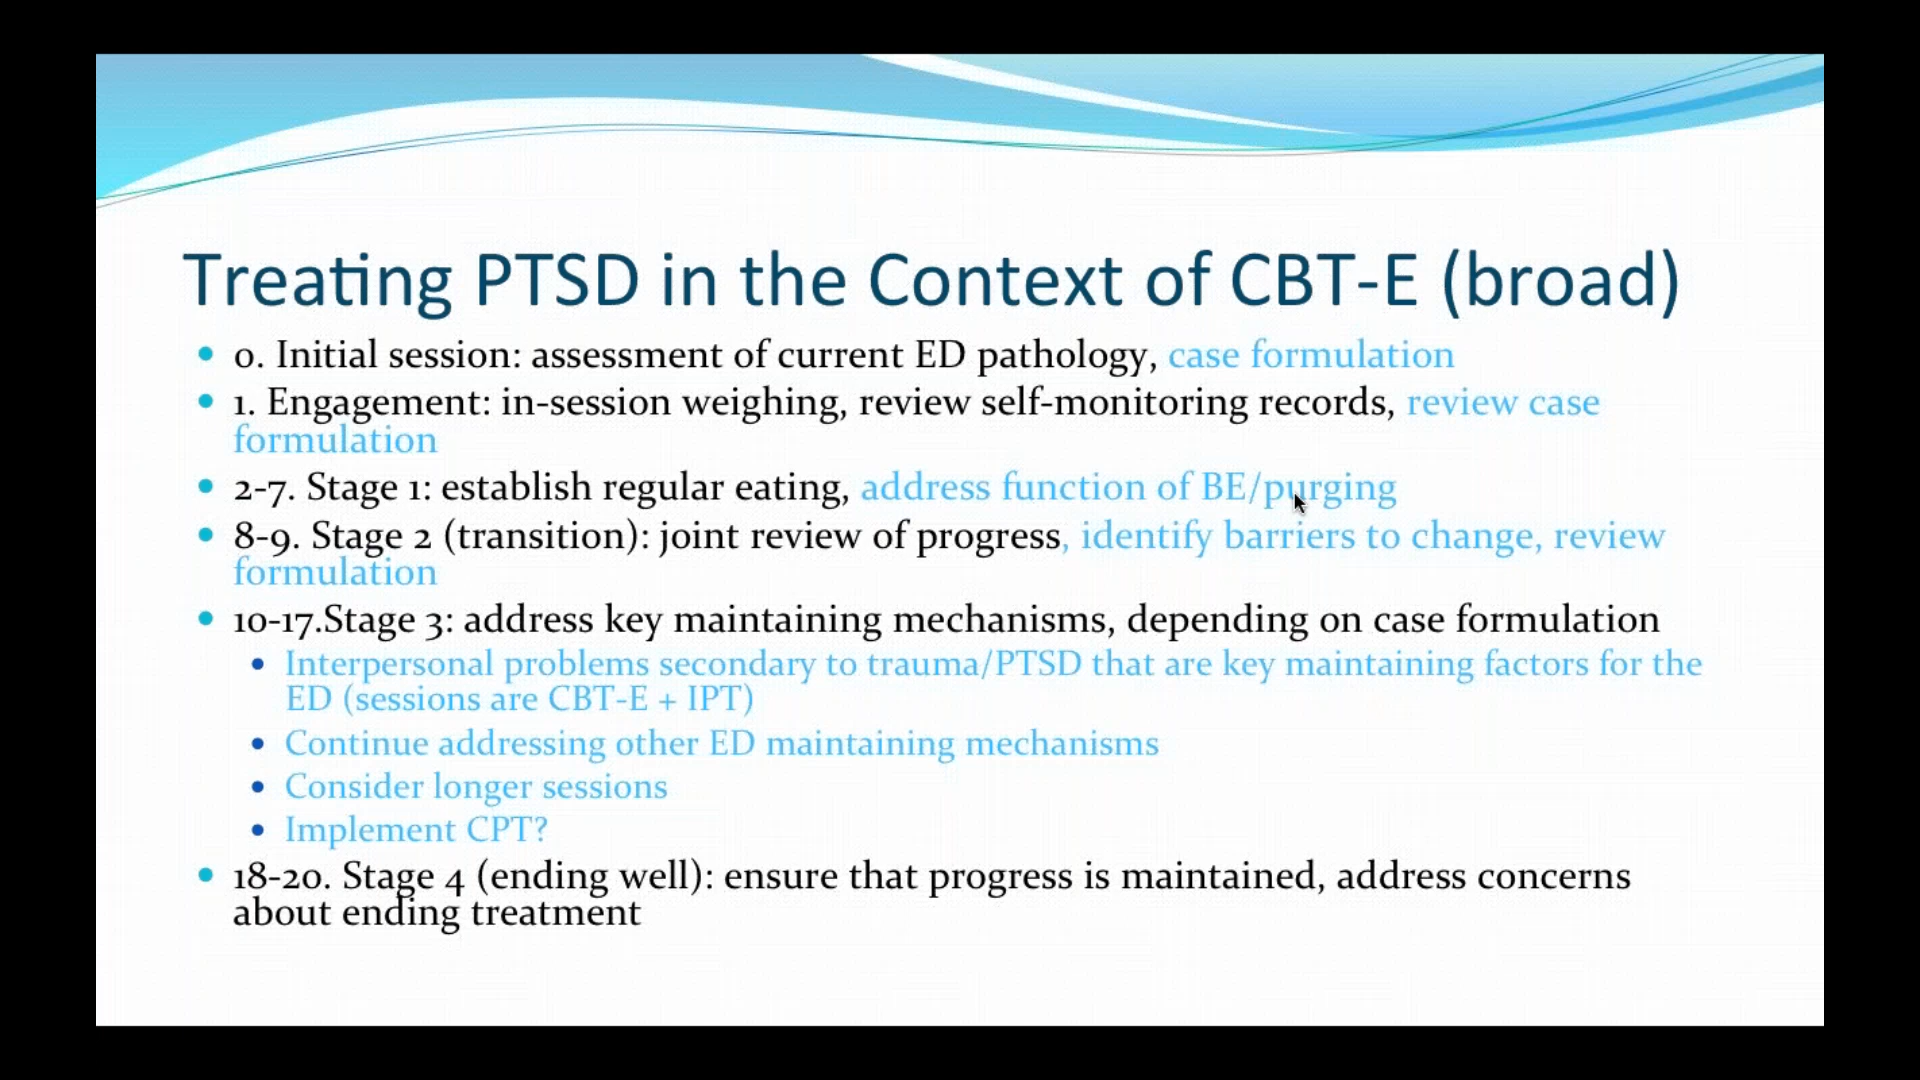 Treating PTSD in the Context of CBT-E (broad)
• 0. Initial session: assessment of current ED pathology, case formulation
• 1. Engagement: in-session weighing, review self-monitoring records, review case
formulation
• 2-7. Stage 1: establish regular eating, address function of BE/purging
• 8-9. Stage 2 (transition): joint review of progress, identify barriers to change, review
formulation
• 10-17.Stage 3: address key maintaining mechanisms, depending on case formulation
• Interpersonal problems secondary to trauma/PTSD that are key maintaining factors for the
ED (sessions are CBT-E + IPT)
• Continue addressing other ED maintaining mechanisms
• Consider longer sessions
• Implement CPT?
• 18-20. Stage 4 (ending well): ensure that progress is maintained, address concerns
about ending treatment